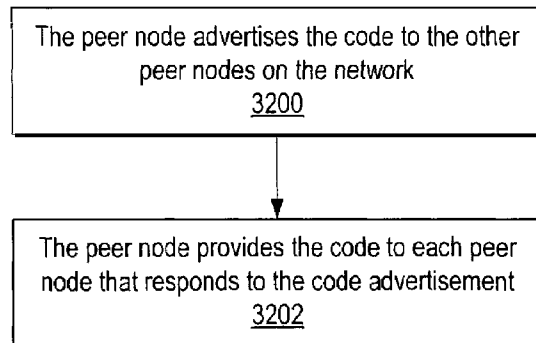 The peer node advertises the code to the other
peer nodes on the network
3200
The peer node provides the code to each peer
node that responds to the code advertisement
3202